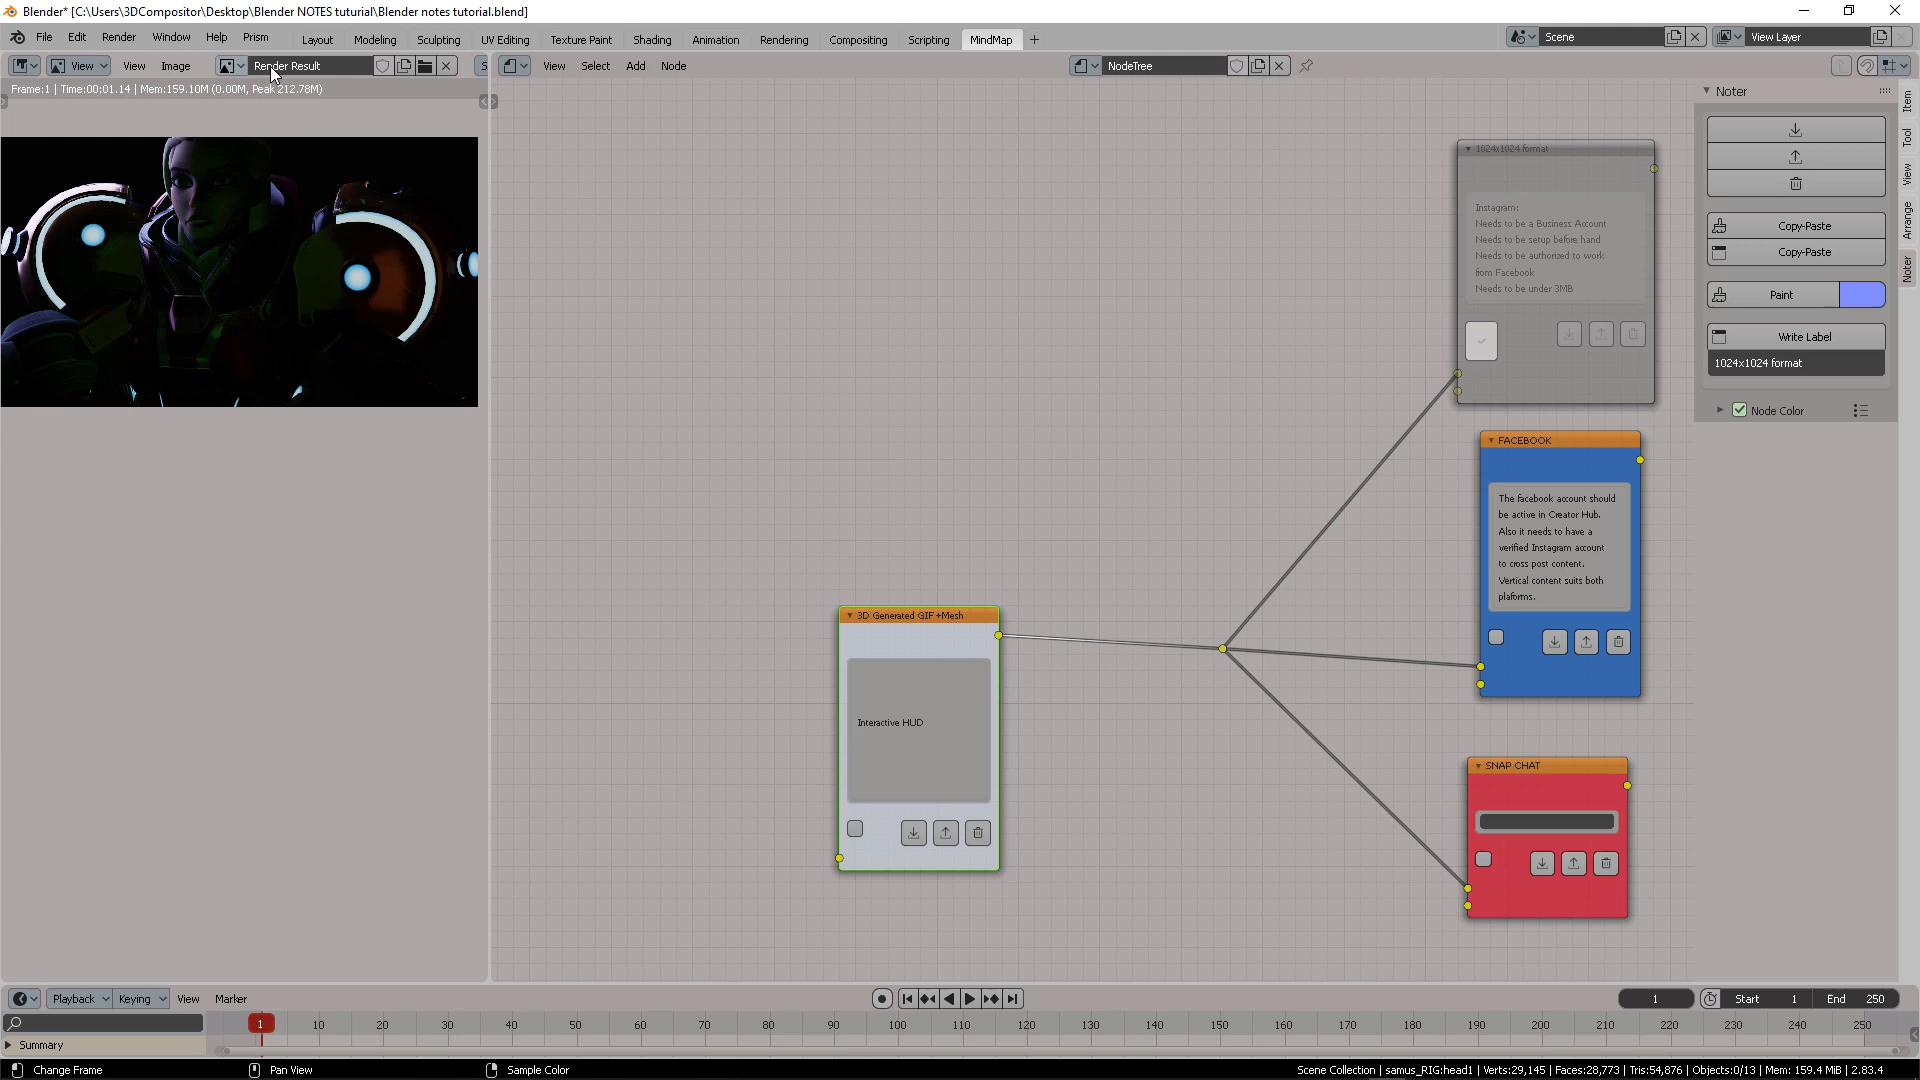 Blender* [C:\Users\3DCompositor\Desktop\Blender NOTES tuturial\Blender notes tutorial.blend]
File Edit Render Window Help Prism
Layout Modeling Sculpting UV Editing Texture Paint Shading Animation Rendering Compositing Scripting MindMap +
Scene
View Layer
View View Image Render Result S
View Select Add Node NodeTree
Frame:1 | Time:00:01.14 | Mem:159.10M (0.00M, Peak 212.78M)
Noter
Copy-Paste
Copy-Paste
Paint
Write Label
1024x1024 format
Node Color
Item
Tool
View
Arrange
Noter
1024x1024 format
Instagram:
Needs to be a Business Account
Needs to be setup before hand
Needs to be authorized to work
from Facebook
Needs to be under 3MB
FACEBOOK
The facebook account should
be active in Creator Hub.
Also it needs to have a
verified Instagram account
to cross post content.
Vertical content suits both
plaforms.
3D Generated GIF +Mesh
Interactive HUD
SNAP CHAT
Playback Keying View Marker
1 Start 1 End 250
1 10 20 30 40 50 60 70 80 90 100 110 120 130 140 150 160 170 180 190 200 210 220 230 240 250
Summary
Change Frame Pan View Sample Color
Scene Collection | samus_RIG:head1 | Verts:29,145 | Faces:28,773 | Tris:54,876 | Objects:0/13 | Mem: 159.4 MiB | 2.83.4